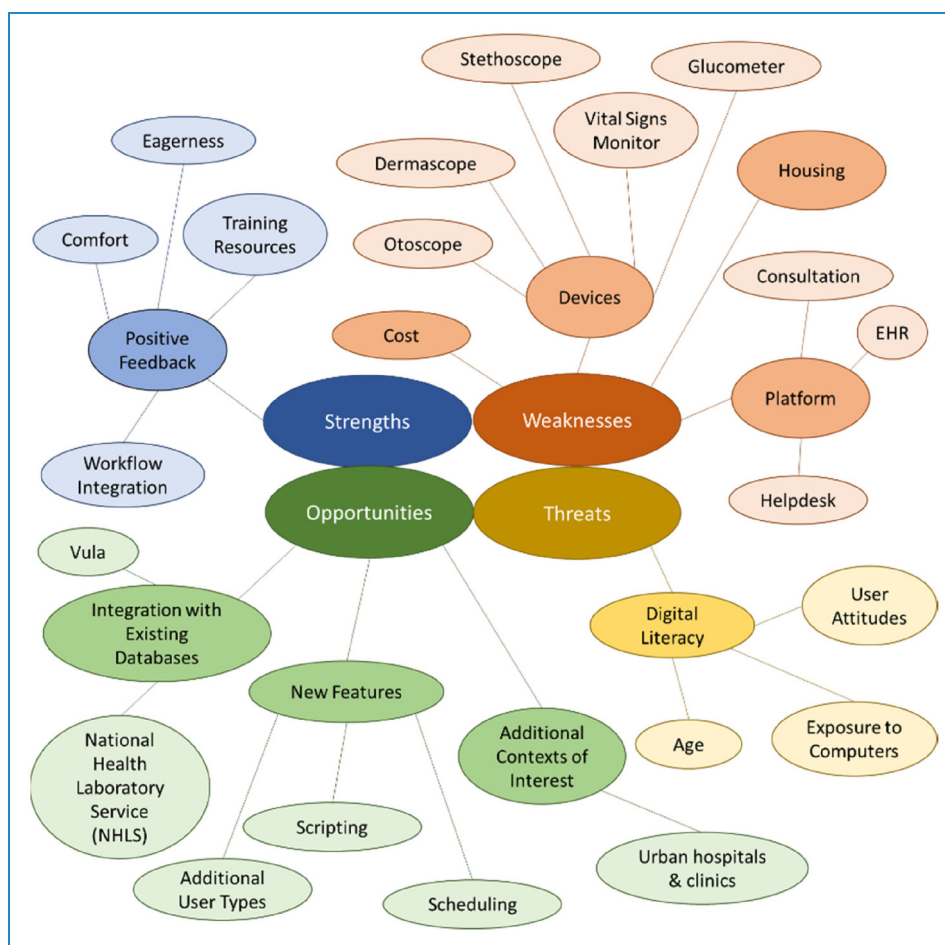 Stethoscope
Glucometer
Eagerness
Vital Signs
Monitor
Dermascope
Housing
Training
Resources
Comfort
Otoscope
Consultation
Devices
Positive
Feedback
Cost
EHR
Platform
Strengths
Weaknesses
Workflow
Integration
Helpdesk
Opportunities
Threats
Vula
Integration with
Existing
Databases
Digital
Literacy
User
Attitudes
New Features
Additional
Contexts of
Interest
Age
Exposure to
Computers
National
Health
Laboratory
Service
(NHLS)
Scripting
Urban hospitals
& clinics
Additional
User Types
Scheduling